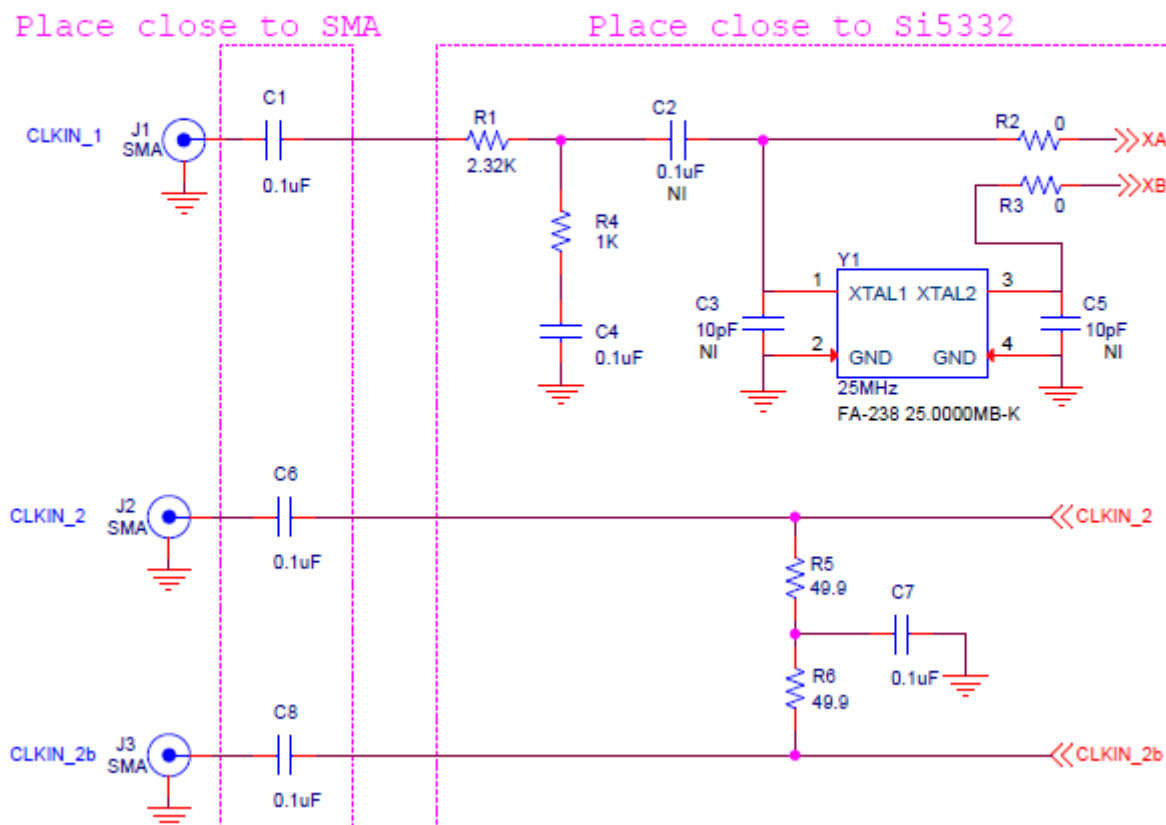 Place close to SMA
Place close to Si5332
CLKIN_1
J1
SMA
C1
0.1uF
R1
2.32K
C2
0.1uF
NI
R2
0
XA
R3
0
XB
R4
1K
C4
0.1uF
C3
10pF
NI
Y1
1
XTAL1
XTAL2
3
2
GND
GND
4
25MHz
FA-238 25.0000MB-K
C5
10pF
NI
CLKIN_2
J2
SMA
C6
0.1uF
CLKIN_2
R5
49.9
C7
0.1uF
R6
49.9
CLKIN_2b
J3
SMA
C8
0.1uF
CLKIN_2b